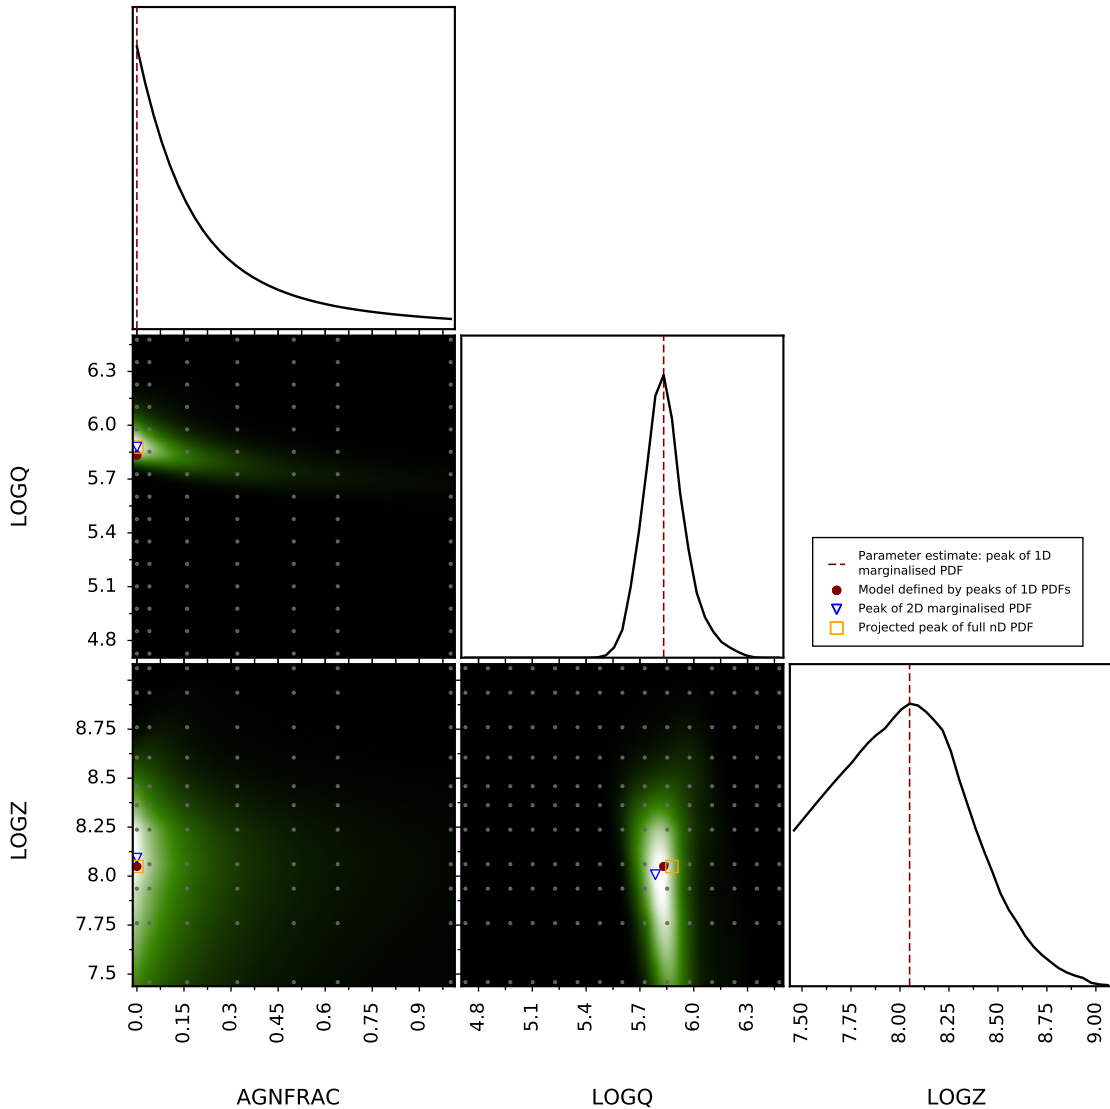 6.3
6.0
5.7
5.4
5.1
4.8
LOGQ
Parameter estimate: peak of 1D
marginalised PDF
Model defined by peaks of 1D PDFs
Peak of 2D marginalised PDF
Projected peak of full nD PDF
8.75
8.5
8.25
8.0
7.75
7.5
LOGZ
0.0 0.15 0.3 0.45 0.6 0.75 0.9
4.8 5.1 5.4 5.7 6.0 6.3
7.50 7.75 8.00 8.25 8.50 8.75 9.00
AGNFRAC
LOGQ
LOGZ